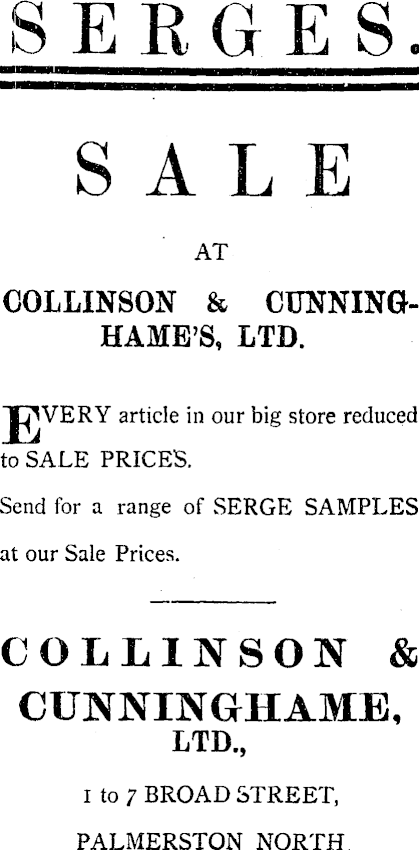 SERGES.
SALE
AT
COLLINSON & CUNNING-
HAME'S, LTD.
EVERY article in our big store reduced
to SALE PRICES.
Send for a range of SERGE SAMPLES
at our Sale Prices.
COLLINSON &
CUNNINGHAME,
LTD.,
1 to 7 BROAD STREET,
PALMERSTON NORTH.